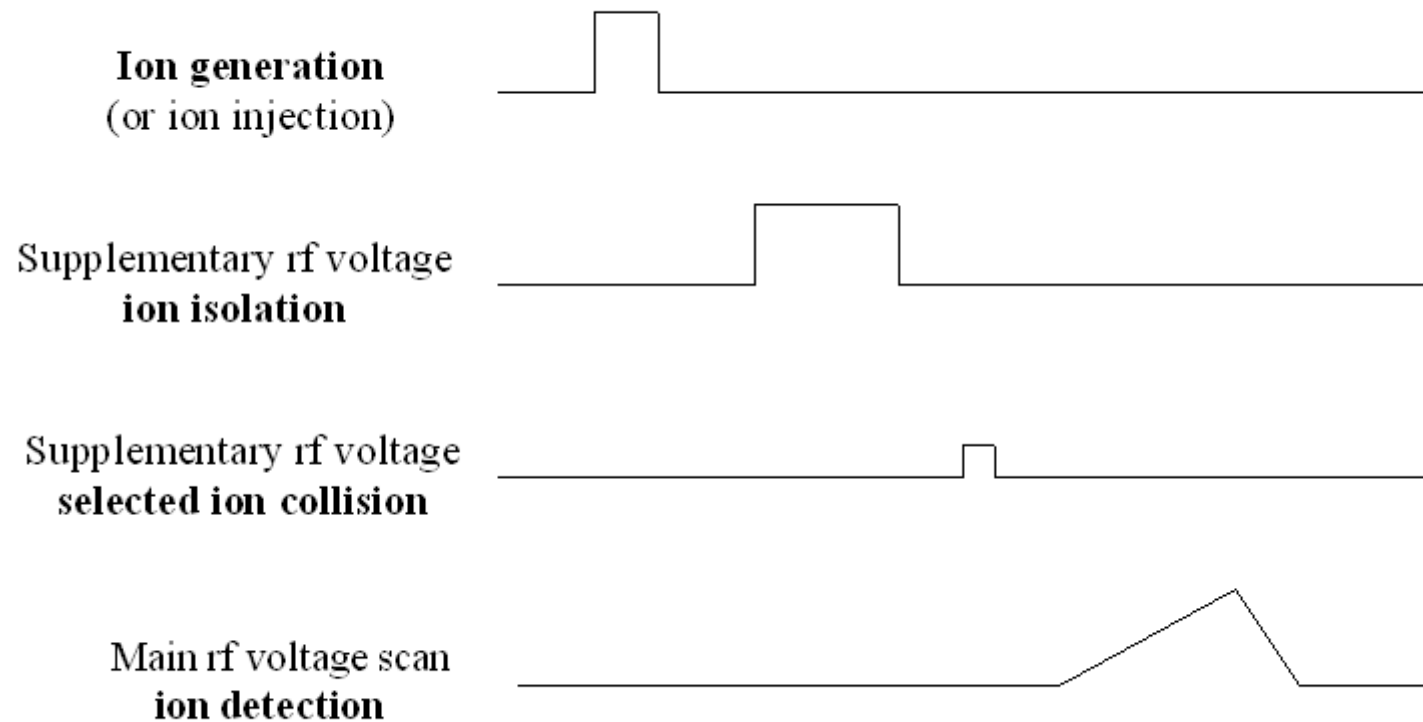 Ion generation
(or ion injection)
Supplementary rf voltage
ion isolation
Supplementary rf voltage
selected ion collision
Main rf voltage scan
ion detection